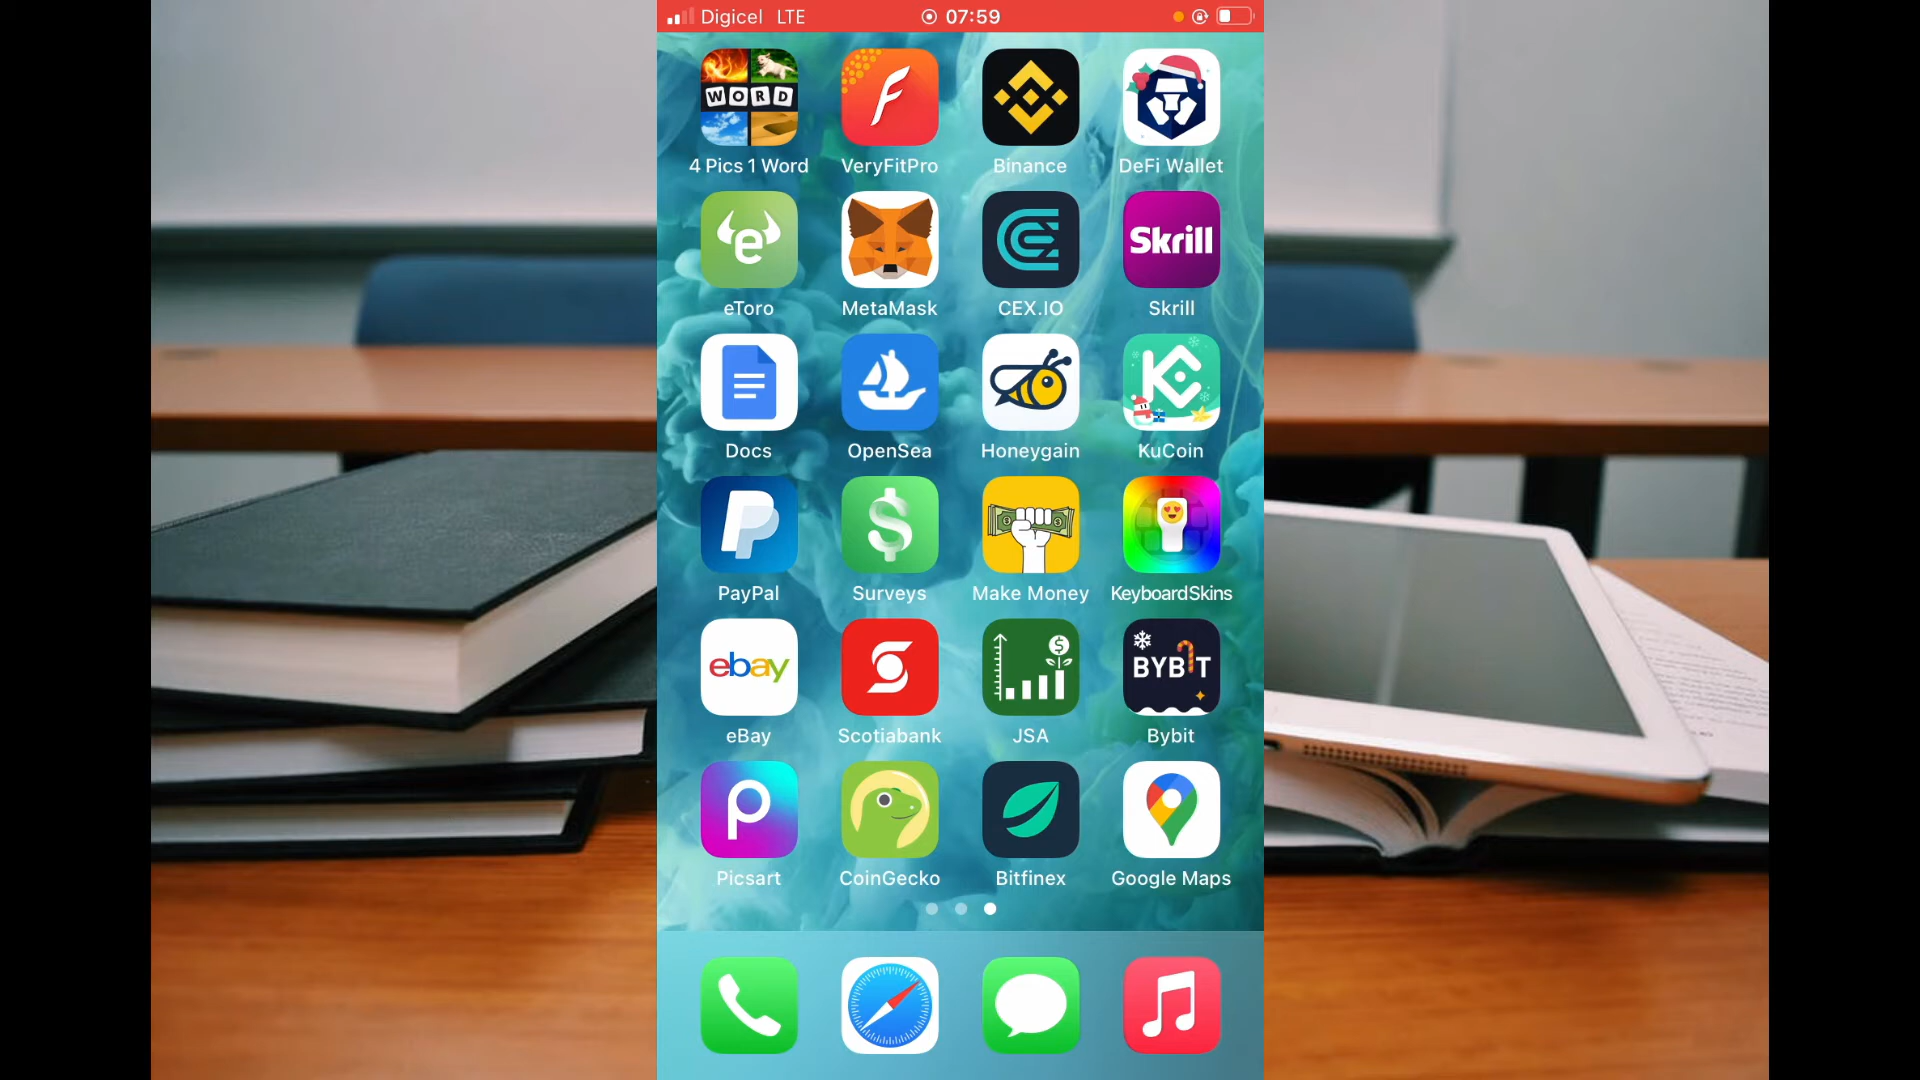 Digicel LTE 07:59
WORD
4 Pics 1 Word VeryFitPro Binance DeFi Wallet
e Skrill
eToro MetaMask CEX.IO Skrill
Docs OpenSea Honeygain KuCoin
PayPal Surveys Make Money KeyboardSkins
ebay BYBIT
eBay Scotiabank JSA Bybit
Picsart CoinGecko Bitfinex Google Maps